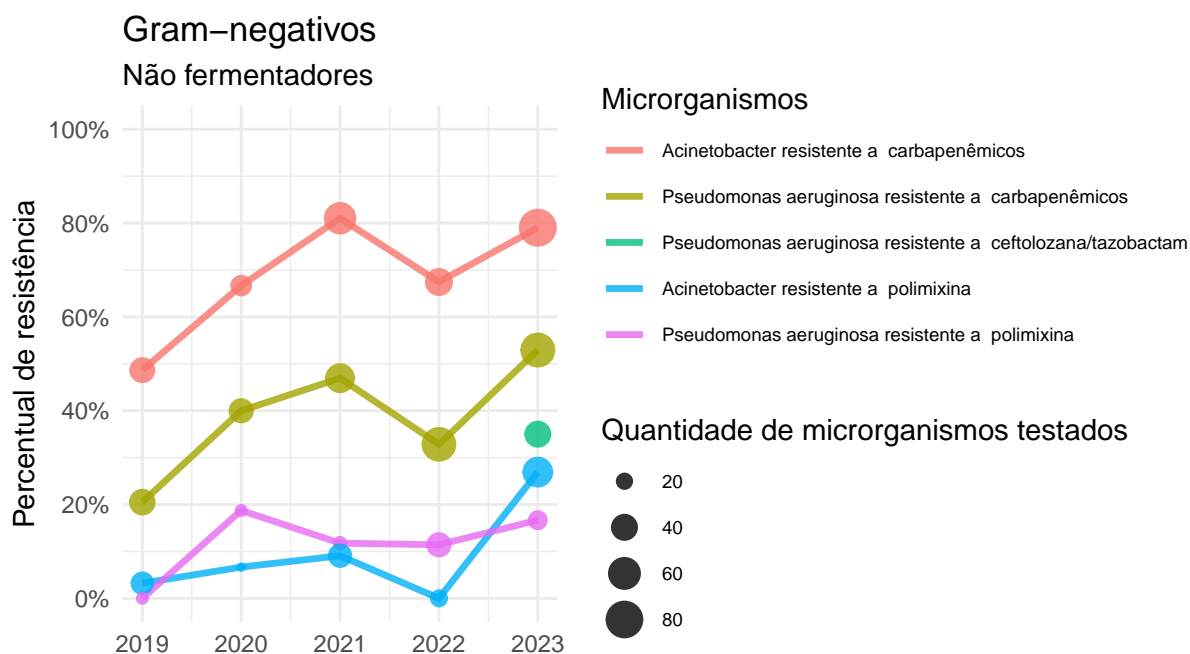 Gram−negativos
Não fermentadores
Percentual de resistência
100%
80%
60%
40%
20%
0%
2019 2020 2021 2022 2023
Microrganismos
Acinetobacter resistente a  carbapenêmicos
Pseudomonas aeruginosa resistente a  carbapenêmicos
Pseudomonas aeruginosa resistente a  ceftolozana/tazobactam
Acinetobacter resistente a  polimixina
Pseudomonas aeruginosa resistente a  polimixina
Quantidade de microrganismos testados
20
40
60
80